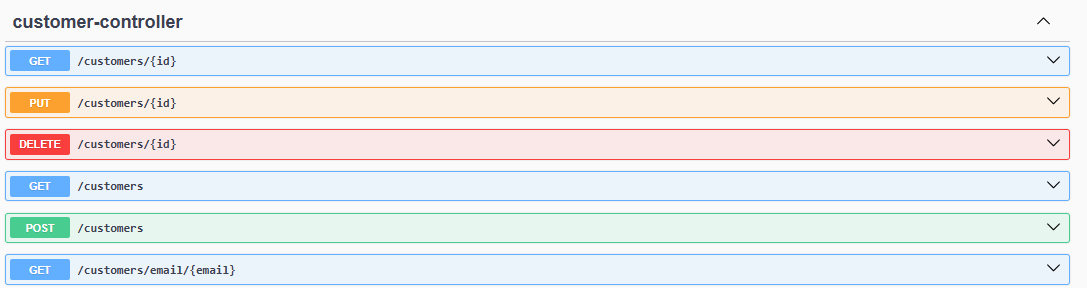 customer-controller
GET /customers/{id}
PUT /customers/{id}
DELETE /customers/{id}
GET /customers
POST /customers
GET /customers/email/{email}